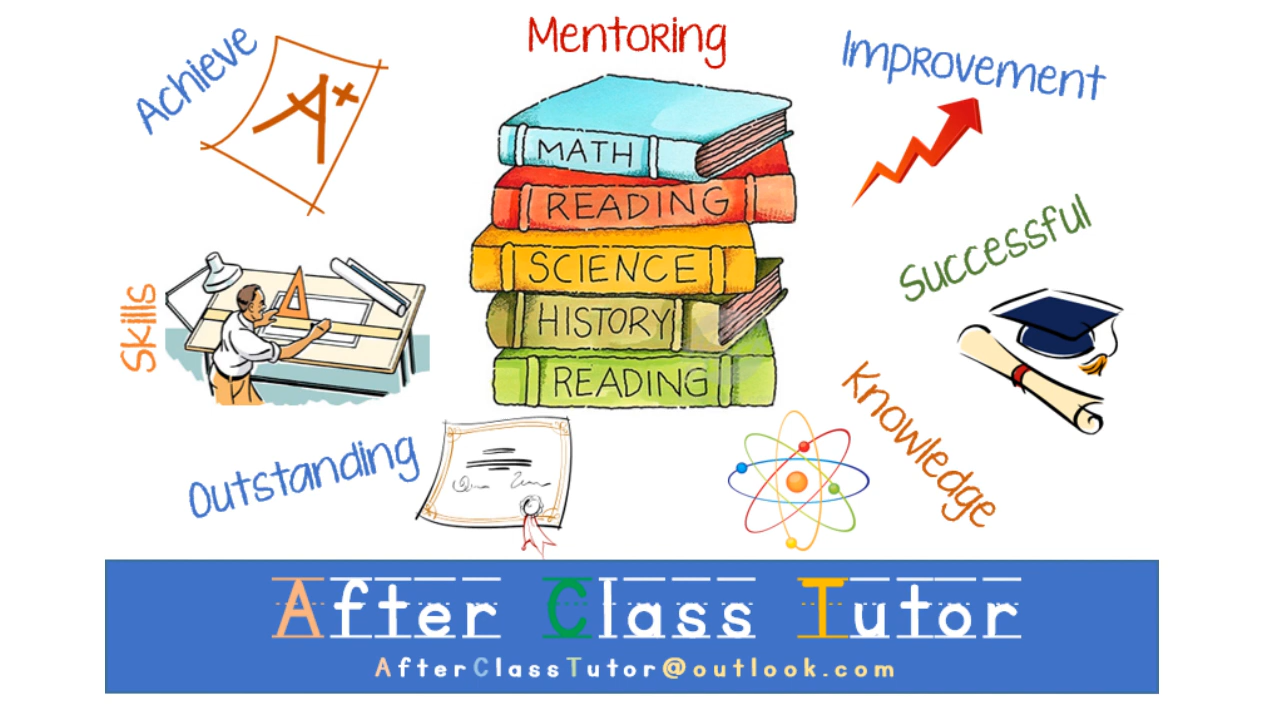 Mentoring
Achieve
A+
Improvement
MATH
READING
SCIENCE
HISTORY
READING
Successful
Skills
Knowledge
Outstanding
After Class Tutor
AfterClassTutor@outlook.com